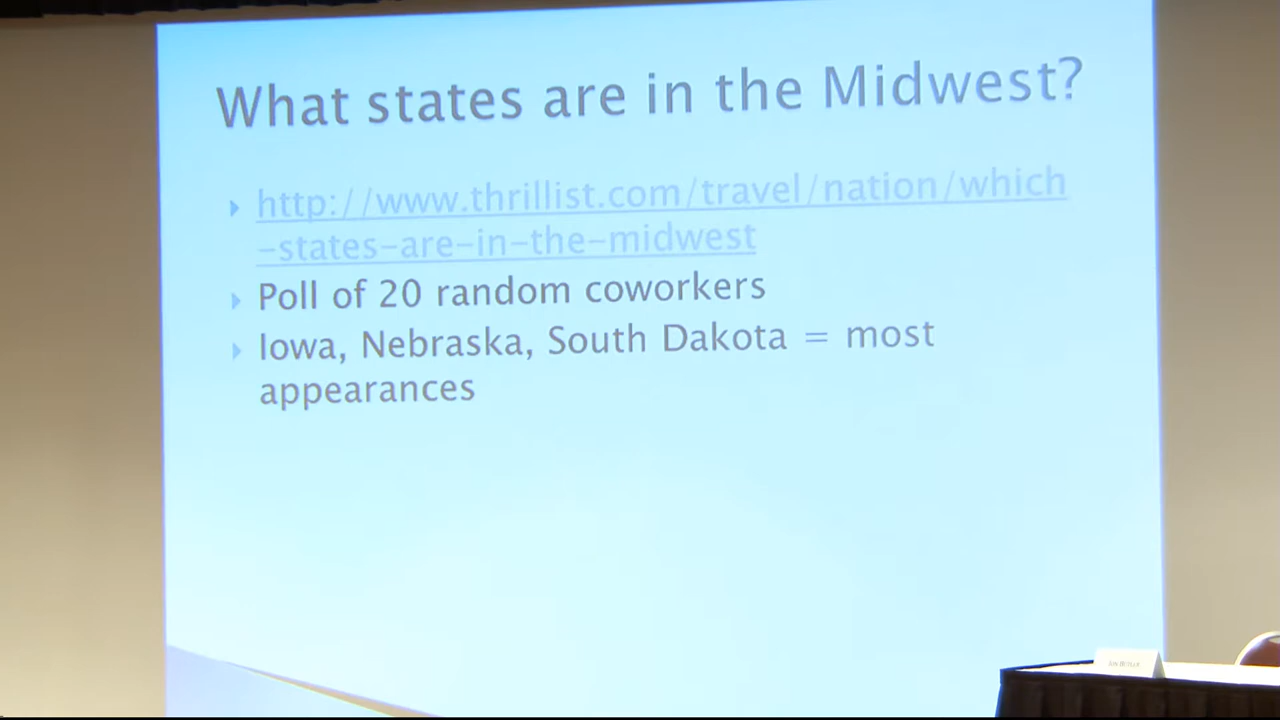 What states are in the Midwest?
http://www.thrillist.com/travel/nation/which
-states-are-in-the-midwest
Poll of 20 random coworkers
Iowa, Nebraska, South Dakota = most
appearances